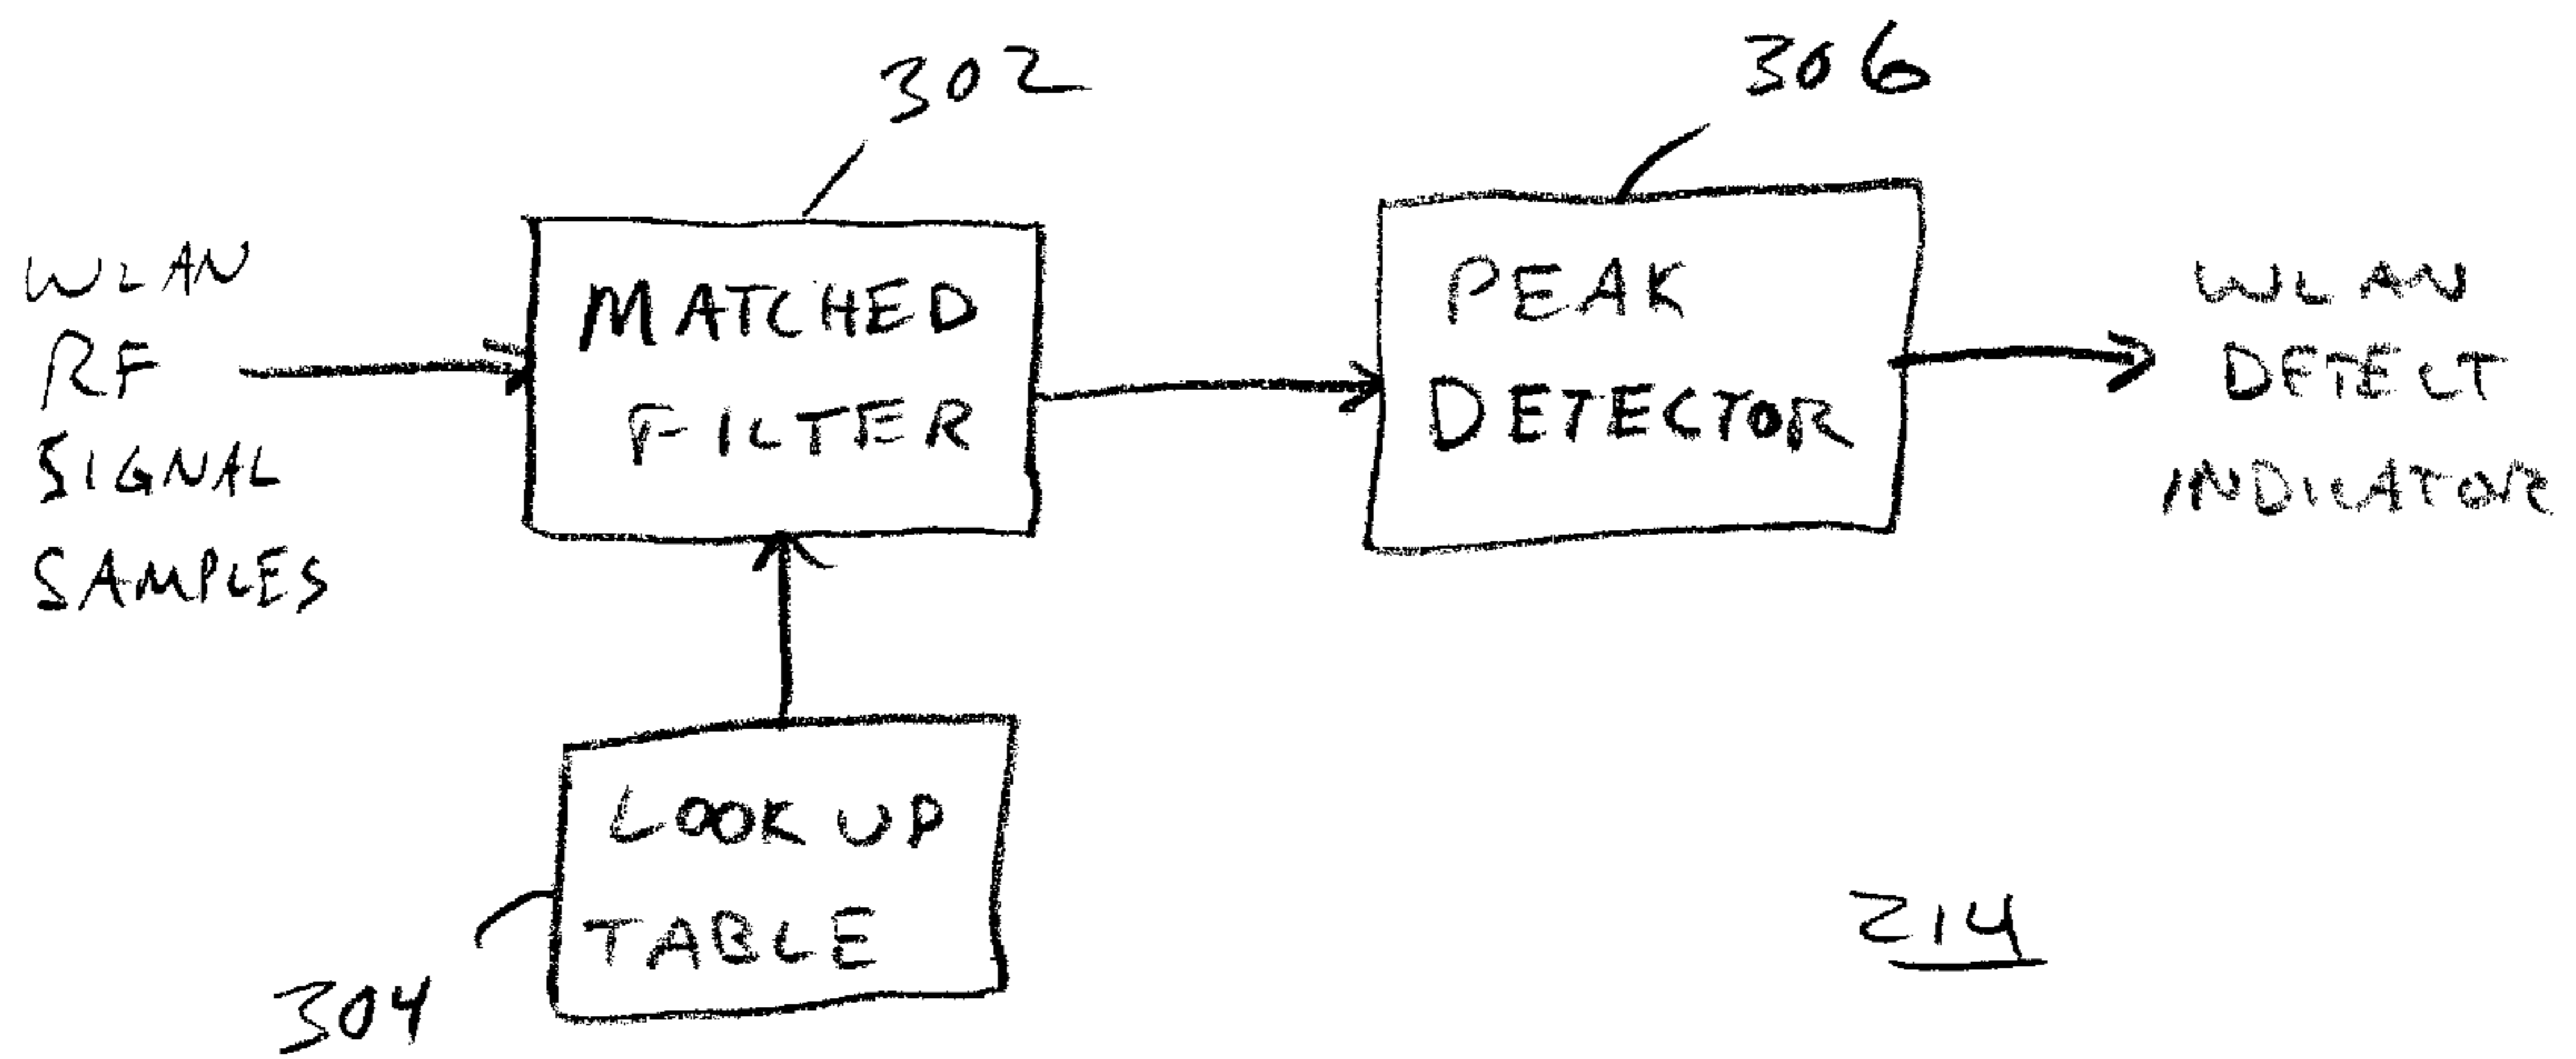 302
306
WLAN
RF
SIGNAL
SAMPLES
MATCHED
FILTER
PEAK
DETECTOR
WLAN
DETECT
INDICATOR
LOOK UP
TABLE
304
214